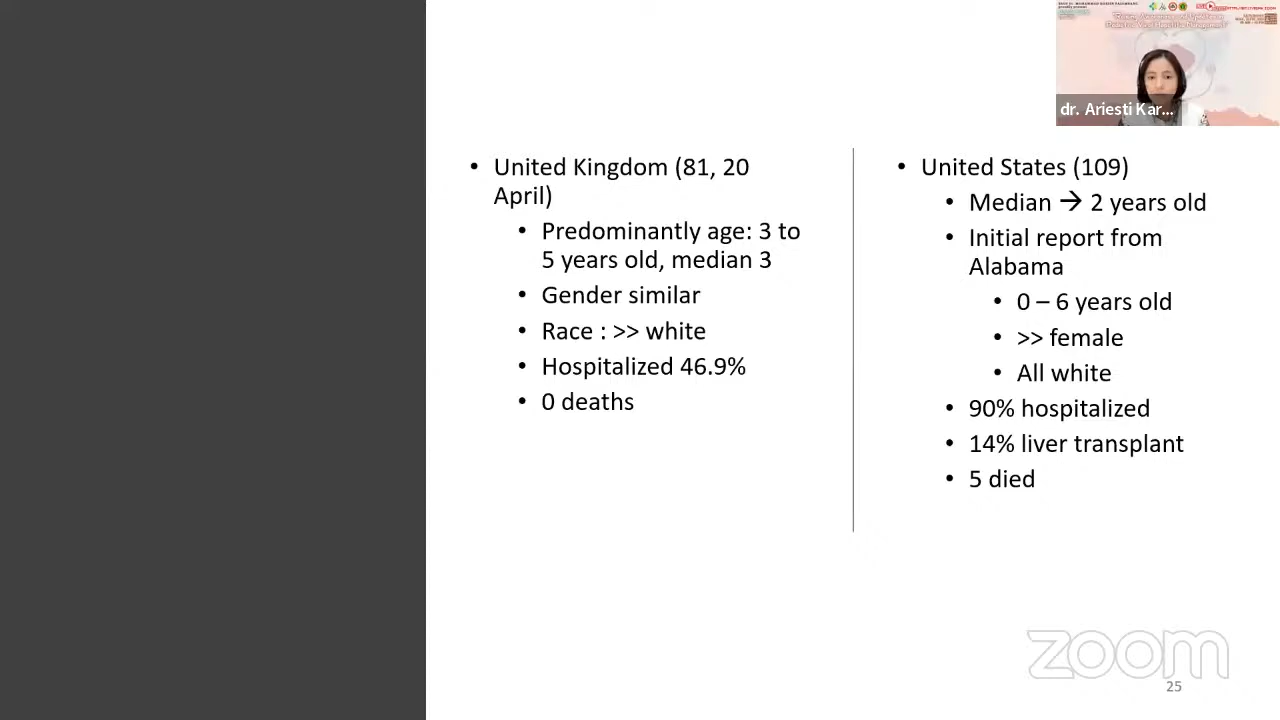 dr. Ariesti Kar...
• United Kingdom (81, 20
April)
• Predominantly age: 3 to
5 years old, median 3
• Gender similar
• Race : >> white
• Hospitalized 46.9%
• 0 deaths
• United States (109)
• Median → 2 years old
• Initial report from
Alabama
• 0 – 6 years old
• >> female
• All white
• 90% hospitalized
• 14% liver transplant
• 5 died
zoom
25